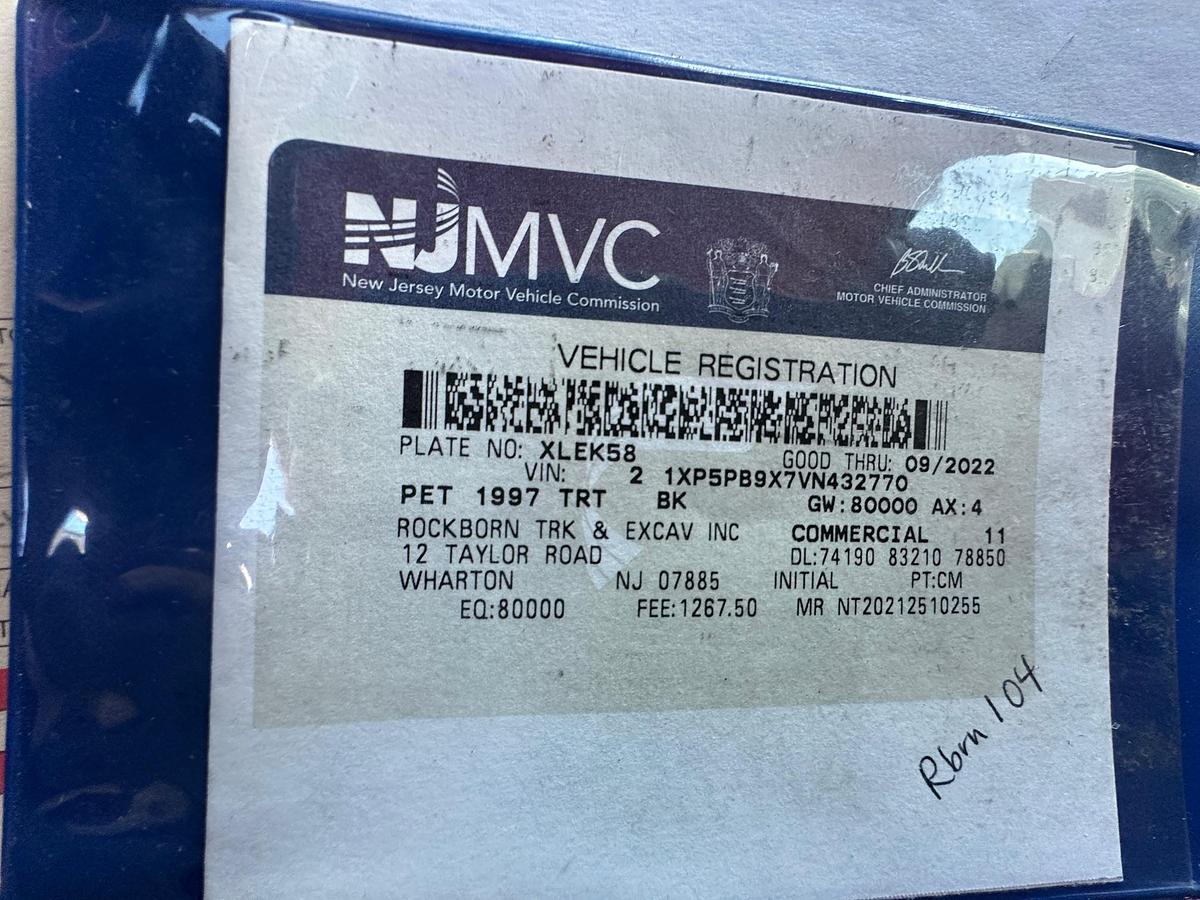 NJMVC
New Jersey Motor Vehicle Commission
CHIEF ADMINISTRATOR
MOTOR VEHICLE COMMISSION
VEHICLE REGISTRATION
PLATE NO: XLEK58 GOOD THRU: 09/2022
VIN: 2 1XP5PB9X7VN432770
PET 1997 TRT BK GW:80000 AX:4
ROCKBORN TRK & EXCAV INC COMMERCIAL 11
12 TAYLOR ROAD DL:74190 83210 78850
WHARTON NJ 07885 INITIAL PT:CM
EQ:80000 FEE:1267.50 MR NT20212510255
Rbrn 104